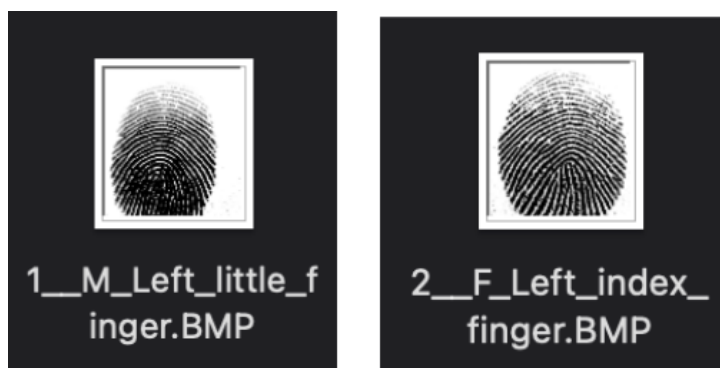 1__M_Left_little_f
inger.BMP
2__F_Left_index_
finger.BMP